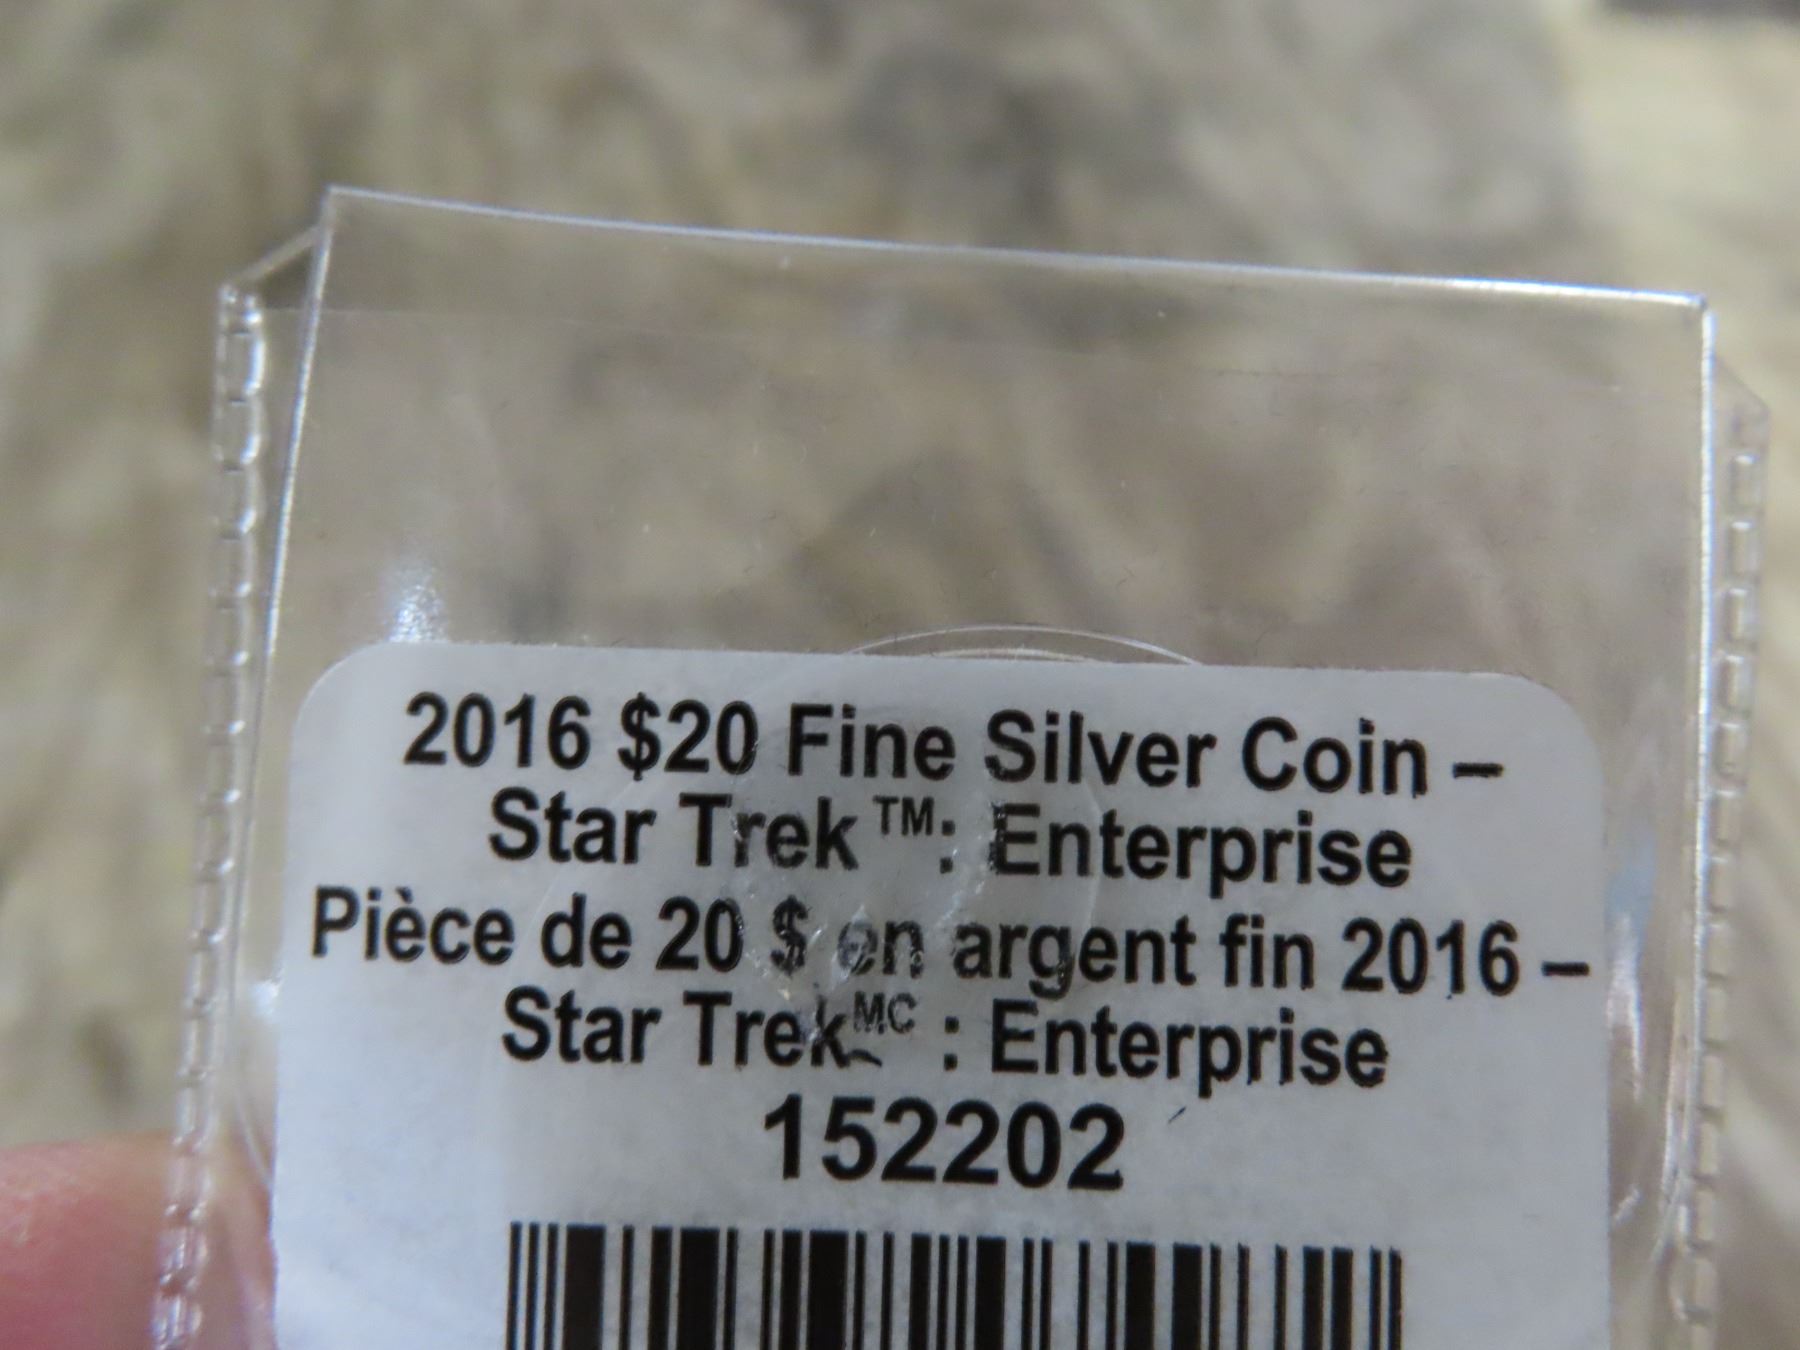 2016 $20 Fine Silver Coin –
Star Trek™: Enterprise
Pièce de 20 $ en argent fin 2016 –
Star Trek MC : Enterprise
152202